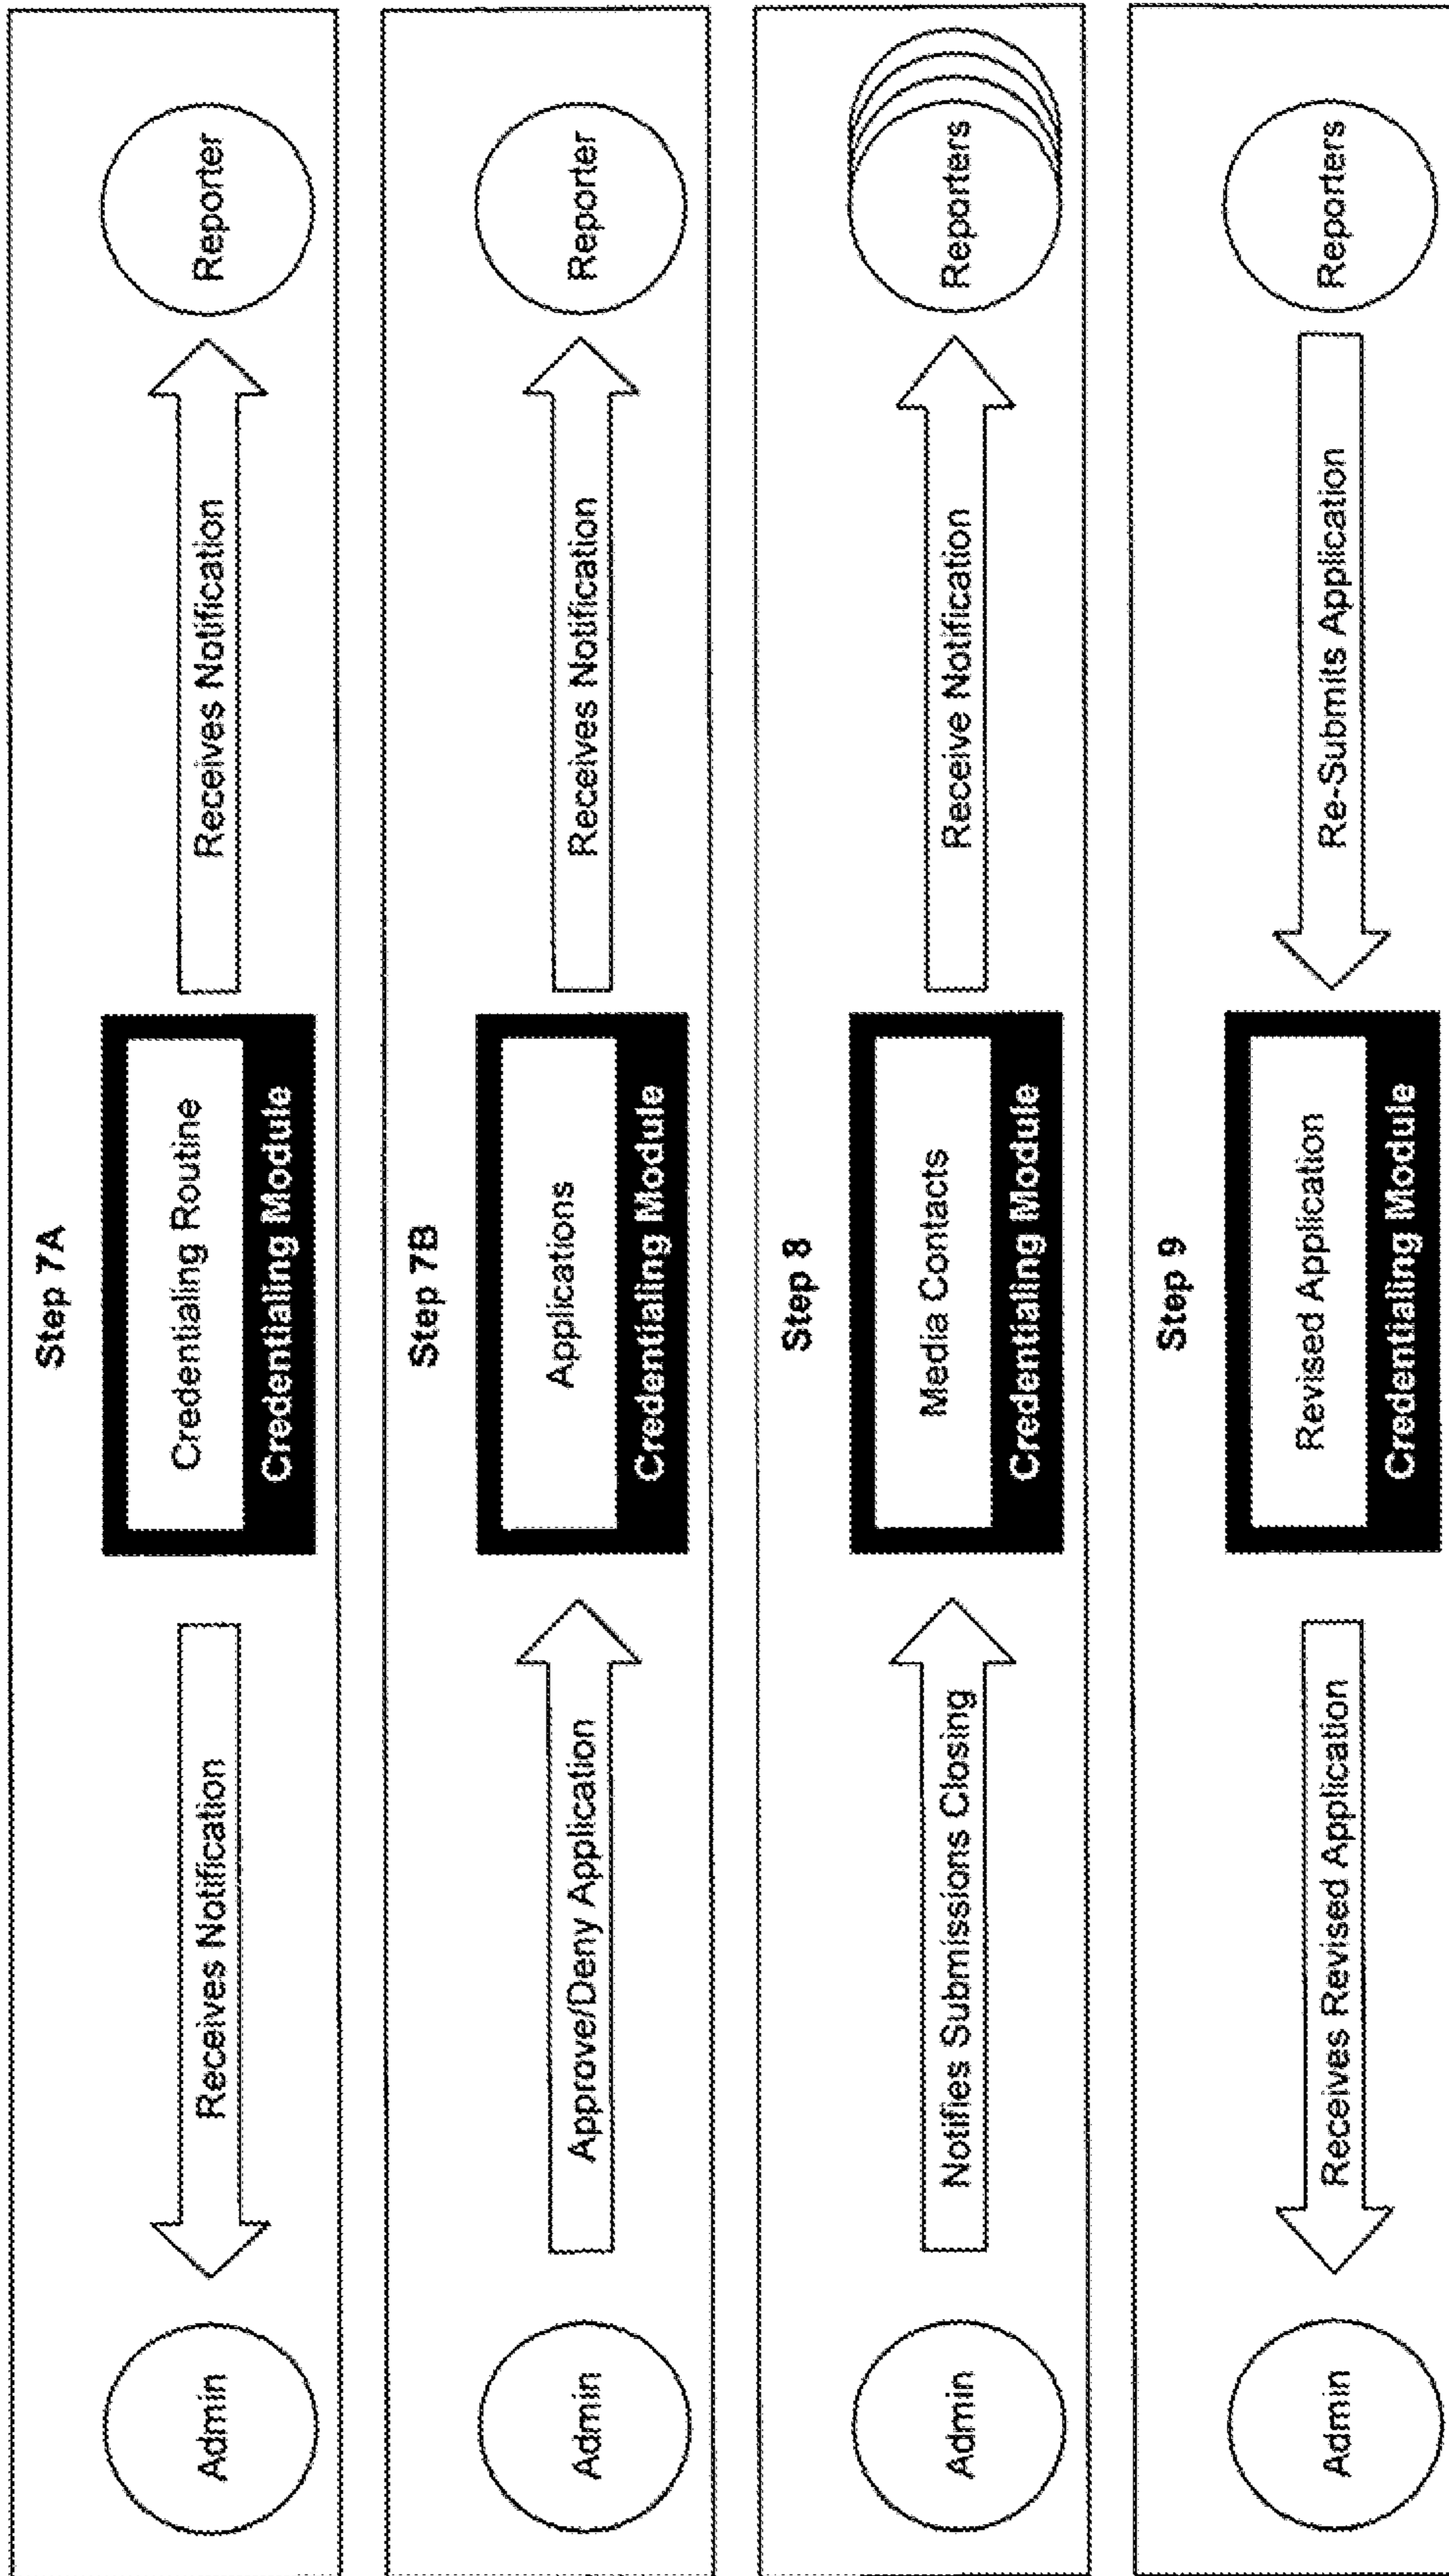 Step 7A
Admin
Receives Notification
Credentialing Routine
Credentialing Module
Receives Notification
Reporter
Step 7B
Admin
Approve/Deny Application
Applications
Credentialing Module
Receives Notification
Reporter
Step 8
Admin
Notifies Submissions Closing
Media Contacts
Credentialing Module
Receive Notification
Reporters
Step 9
Admin
Receives Revised Application
Revised Application
Credentialing Module
Re-Submits Application
Reporters